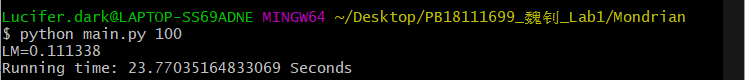 Lucifer.dark@LAPTOP-SS69ADNE MINGW64 ~/Desktop/PB18111699_魏钊_Lab1/Mondrian
$ python main.py 100
LM=0.111338
Running time: 23.77035164833069 Seconds